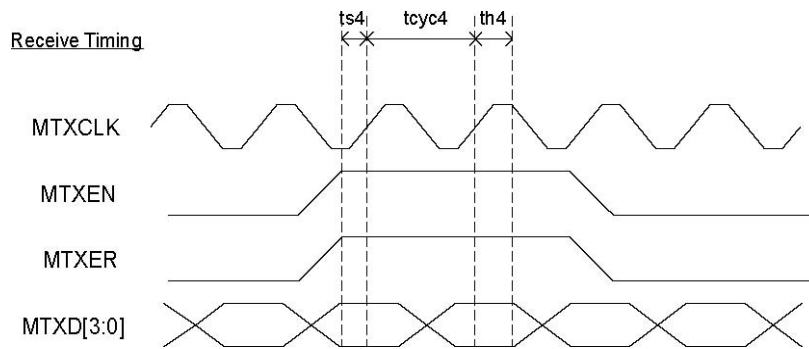 ts4 tcyc4 th4
Receive Timing
MTXCLK
MTXEN
MTXER
MTXD[3:0]